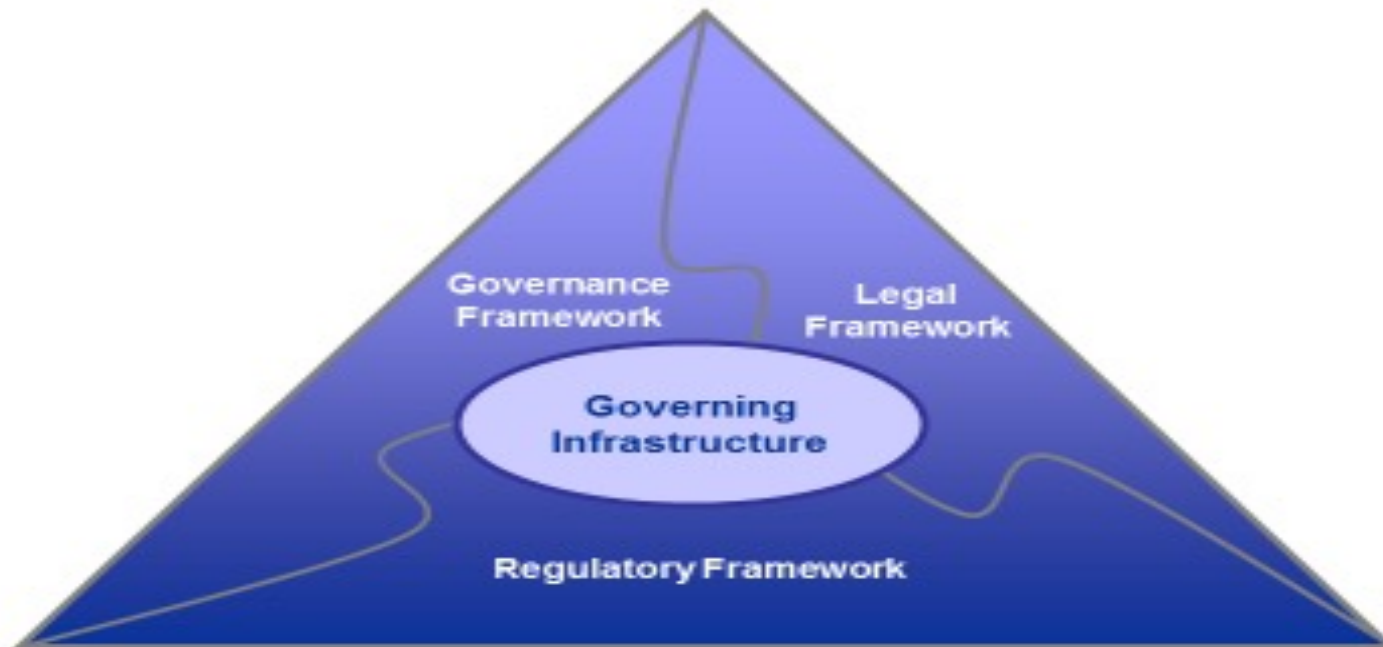 Governance
Framework
Legal
Framework
Governing
Infrastructure
Regulatory Framework